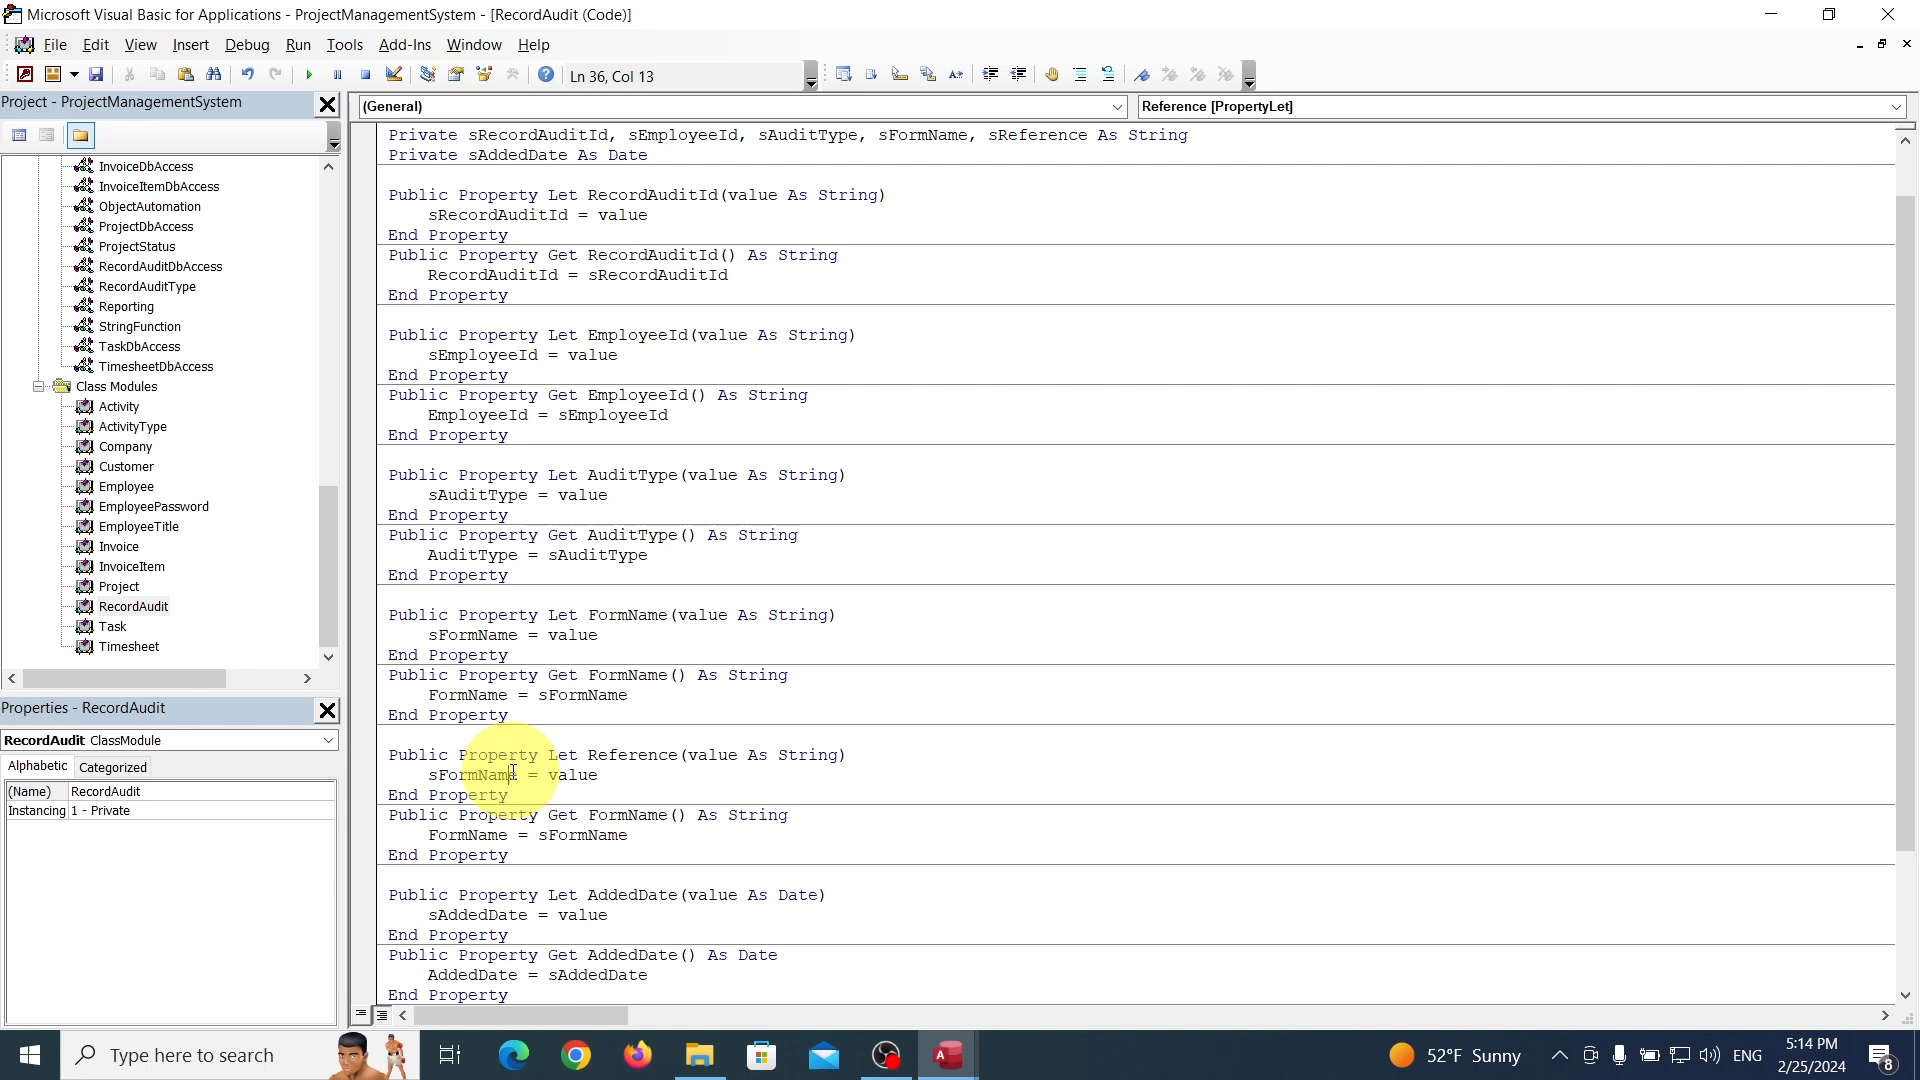 Microsoft Visual Basic for Applications - ProjectManagementSystem - [RecordAudit (Code)]
File Edit View Insert Debug Run Tools Add-Ins Window Help
Ln 36, Col 13
Project - ProjectManagementSystem
(General)
Reference [PropertyLet]
InvoiceDbAccess
InvoiceItemDbAccess
ObjectAutomation
ProjectDbAccess
ProjectStatus
RecordAuditDbAccess
RecordAuditType
Reporting
StringFunction
TaskDbAccess
TimesheetDbAccess
Class Modules
Activity
ActivityType
Company
Customer
Employee
EmployeePassword
EmployeeTitle
Invoice
InvoiceItem
Project
RecordAudit
Task
Timesheet
Properties - RecordAudit
RecordAudit ClassModule
Alphabetic Categorized
(Name) RecordAudit
Instancing 1 - Private
Private sRecordAuditId, sEmployeeId, sAuditType, sFormName, sReference As String
Private sAddedDate As Date
Public Property Let RecordAuditId(value As String)
sRecordAuditId = value
End Property
Public Property Get RecordAuditId() As String
RecordAuditId = sRecordAuditId
End Property
Public Property Let EmployeeId(value As String)
sEmployeeId = value
End Property
Public Property Get EmployeeId() As String
EmployeeId = sEmployeeId
End Property
Public Property Let AuditType(value As String)
sAuditType = value
End Property
Public Property Get AuditType() As String
AuditType = sAuditType
End Property
Public Property Let FormName(value As String)
sFormName = value
End Property
Public Property Get FormName() As String
FormName = sFormName
End Property
Public Property Let Reference(value As String)
sFormName = value
End Property
Public Property Get FormName() As String
FormName = sFormName
End Property
Public Property Let AddedDate(value As Date)
sAddedDate = value
End Property
Public Property Get AddedDate() As Date
AddedDate = sAddedDate
End Property
Type here to search
52°F Sunny
ENG
5:14 PM
2/25/2024
8